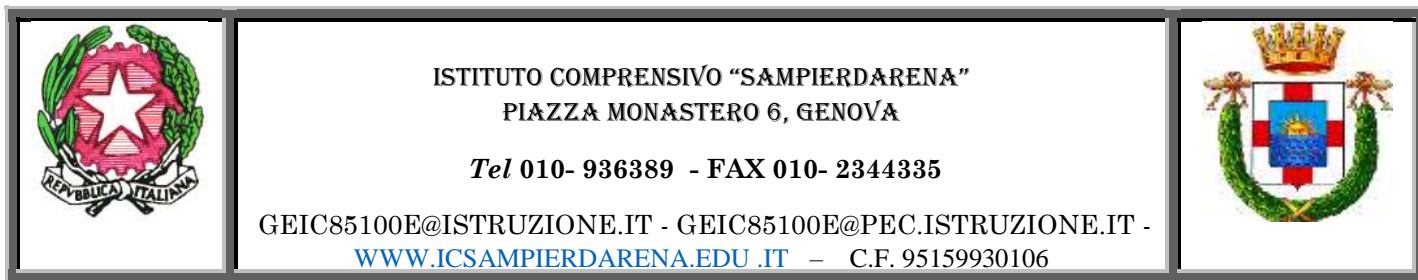 ISTITUTO COMPRENSIVO “SAMPIERDARENA”
PIAZZA MONASTERO 6, GENOVA
Tel 010- 936389 - FAX 010- 2344335
GEIC85100E@ISTRUZIONE.IT - GEIC85100E@PEC.ISTRUZIONE.IT -
WWW.ICSAMPIERDARENA.EDU .IT – C.F. 95159930106
REPVBBLICA ITALIANA